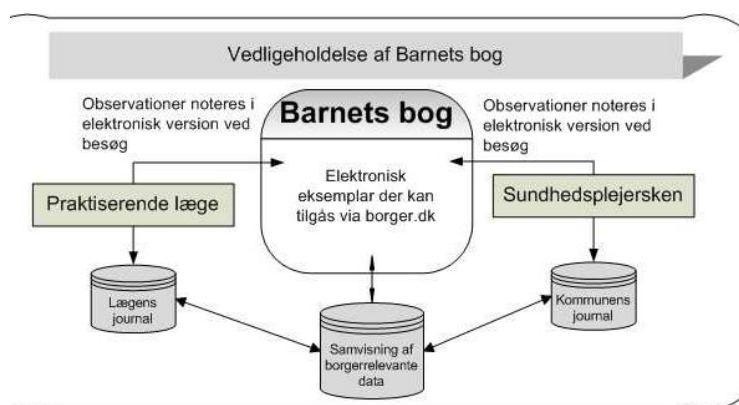 Vedligeholdelse af Barnets bog
Observationer noteres i
elektronisk version ved
besøg
Barnets bog
Observationer noteres i
elektronisk version ved
besøg
Elektronisk
eksemplar der kan
tilgås via borger.dk
Praktiserende læge
Sundhedsplejersken
Lægens
journal
Kommunens
journal
Samvisning af
borgerrelevante
data